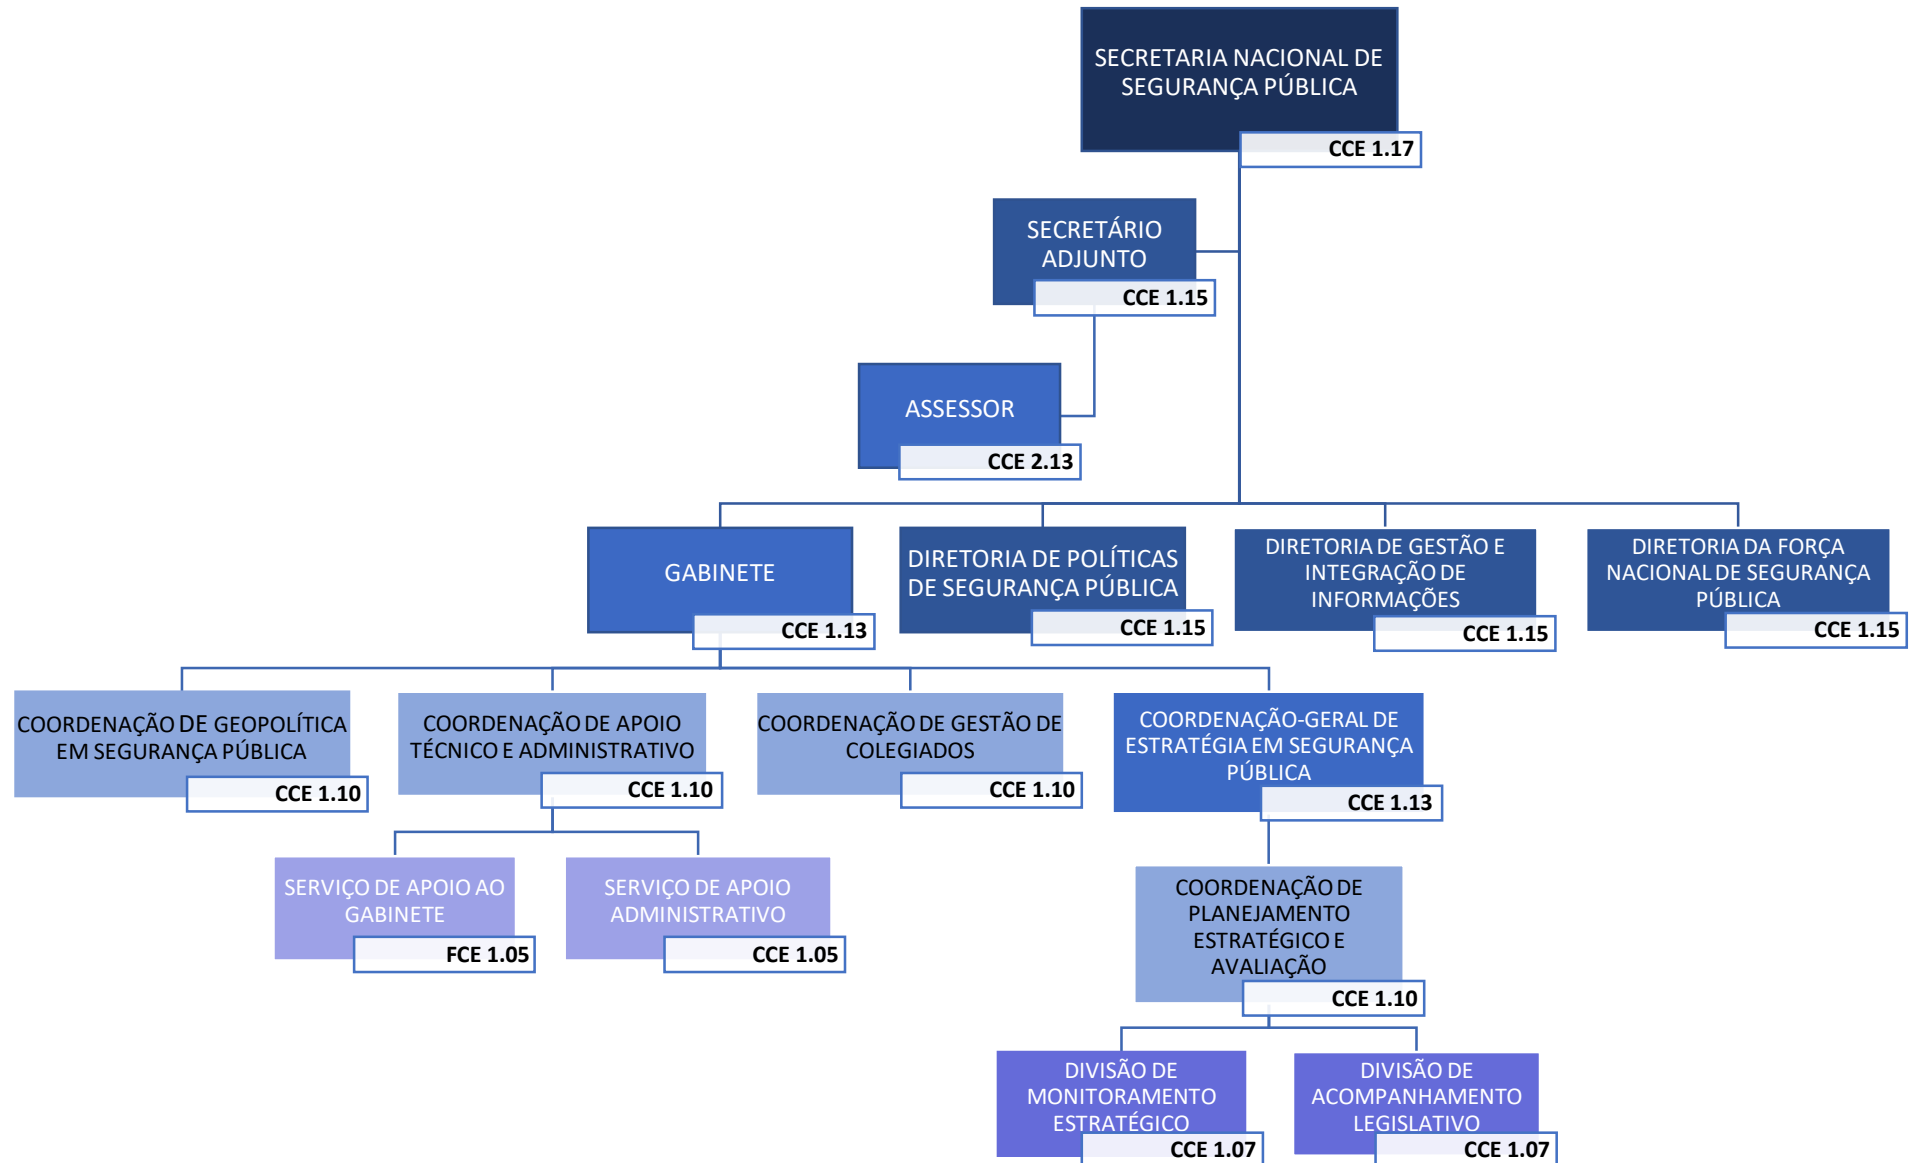 SECRETARIA NACIONAL DE
SEGURANÇA PÚBLICA
CCE 1.17
SECRETÁRIO
ADJUNTO
CCE 1.15
ASSESSOR
CCE 2.13
GABINETE
CCE 1.13
DIRETORIA DE POLÍTICAS
DE SEGURANÇA PÚBLICA
CCE 1.15
DIRETORIA DE GESTÃO E
INTEGRAÇÃO DE
INFORMAÇÕES
CCE 1.15
DIRETORIA DA FORÇA
NACIONAL DE SEGURANÇA
PÚBLICA
CCE 1.15
COORDENAÇÃO DE GEOPOLÍTICA
EM SEGURANÇA PÚBLICA
CCE 1.10
COORDENAÇÃO DE APOIO
TÉCNICO E ADMINISTRATIVO
CCE 1.10
COORDENAÇÃO DE GESTÃO DE
COLEGIADOS
CCE 1.10
COORDENAÇÃO-GERAL DE
ESTRATÉGIA EM SEGURANÇA
PÚBLICA
CCE 1.13
SERVIÇO DE APOIO AO
GABINETE
FCE 1.05
SERVIÇO DE APOIO
ADMINISTRATIVO
CCE 1.05
COORDENAÇÃO DE
PLANEJAMENTO
ESTRATÉGICO E
AVALIAÇÃO
CCE 1.10
DIVISÃO DE
MONITORAMENTO
ESTRATÉGICO
CCE 1.07
DIVISÃO DE
ACOMPANHAMENTO
LEGISLATIVO
CCE 1.07